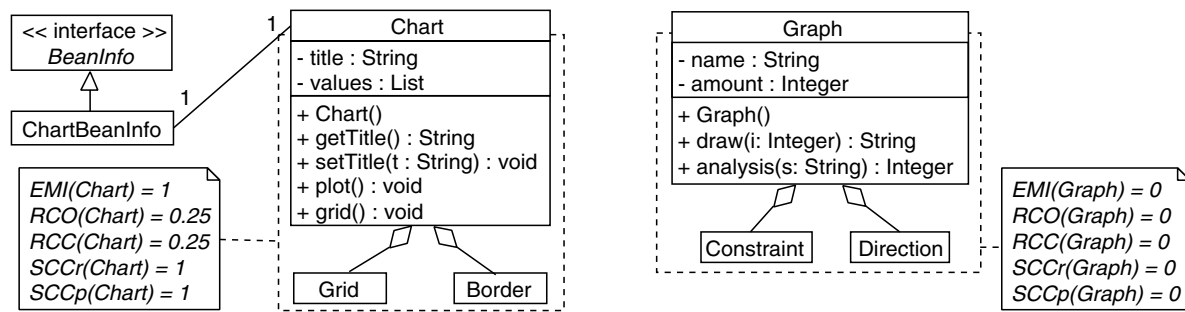 << interface >>
BeanInfo
ChartBeanInfo
1
1
Chart
- title : String
- values : List
+ Chart()
+ getTitle() : String
+ setTitle(t : String) : void
+ plot() : void
+ grid() : void
Grid
Border
EMI(Chart) = 1
RCO(Chart) = 0.25
RCC(Chart) = 0.25
SCCr(Chart) = 1
SCCp(Chart) = 1
Graph
- name : String
- amount : Integer
+ Graph()
+ draw(i: Integer) : String
+ analysis(s: String) : Integer
Constraint
Direction
EMI(Graph) = 0
RCO(Graph) = 0
RCC(Graph) = 0
SCCr(Graph) = 0
SCCp(Graph) = 0